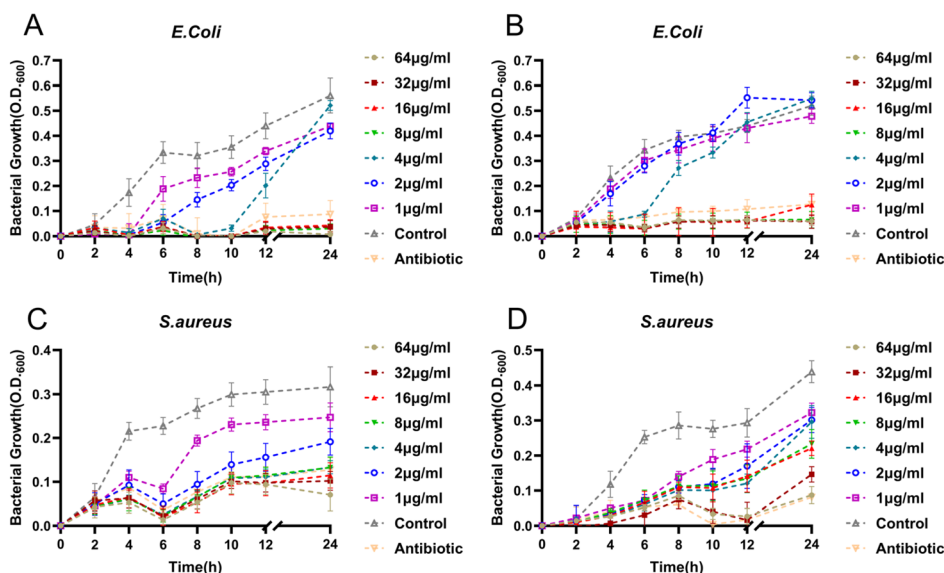 A
E.Coli
Bacterial Growth(O.D.₆₀₀)
0.7
0.6
0.5
0.4
0.3
0.2
0.1
0.0
0 2 4 6 8 10 12 24
Time(h)
64µg/ml
32µg/ml
16µg/ml
8µg/ml
4µg/ml
2µg/ml
1µg/ml
Control
Antibiotic
B
E.Coli
Bacterial Growth(O.D.₆₀₀)
0.7
0.6
0.5
0.4
0.3
0.2
0.1
0.0
0 2 4 6 8 10 12 24
Time(h)
64µg/ml
32µg/ml
16µg/ml
8µg/ml
4µg/ml
2µg/ml
1µg/ml
Control
Antibiotic
C
S.aureus
Bacterial Growth(O.D.₆₀₀)
0.4
0.3
0.2
0.1
0.0
0 2 4 6 8 10 12 24
Time(h)
64µg/ml
32µg/ml
16µg/ml
8µg/ml
4µg/ml
2µg/ml
1µg/ml
Control
Antibiotic
D
S.aureus
Bacterial Growth(O.D.₆₀₀)
0.5
0.4
0.3
0.2
0.1
0.0
0 2 4 6 8 10 12 24
Time(h)
64µg/ml
32µg/ml
16µg/ml
8µg/ml
4µg/ml
2µg/ml
1µg/ml
Control
Antibiotic